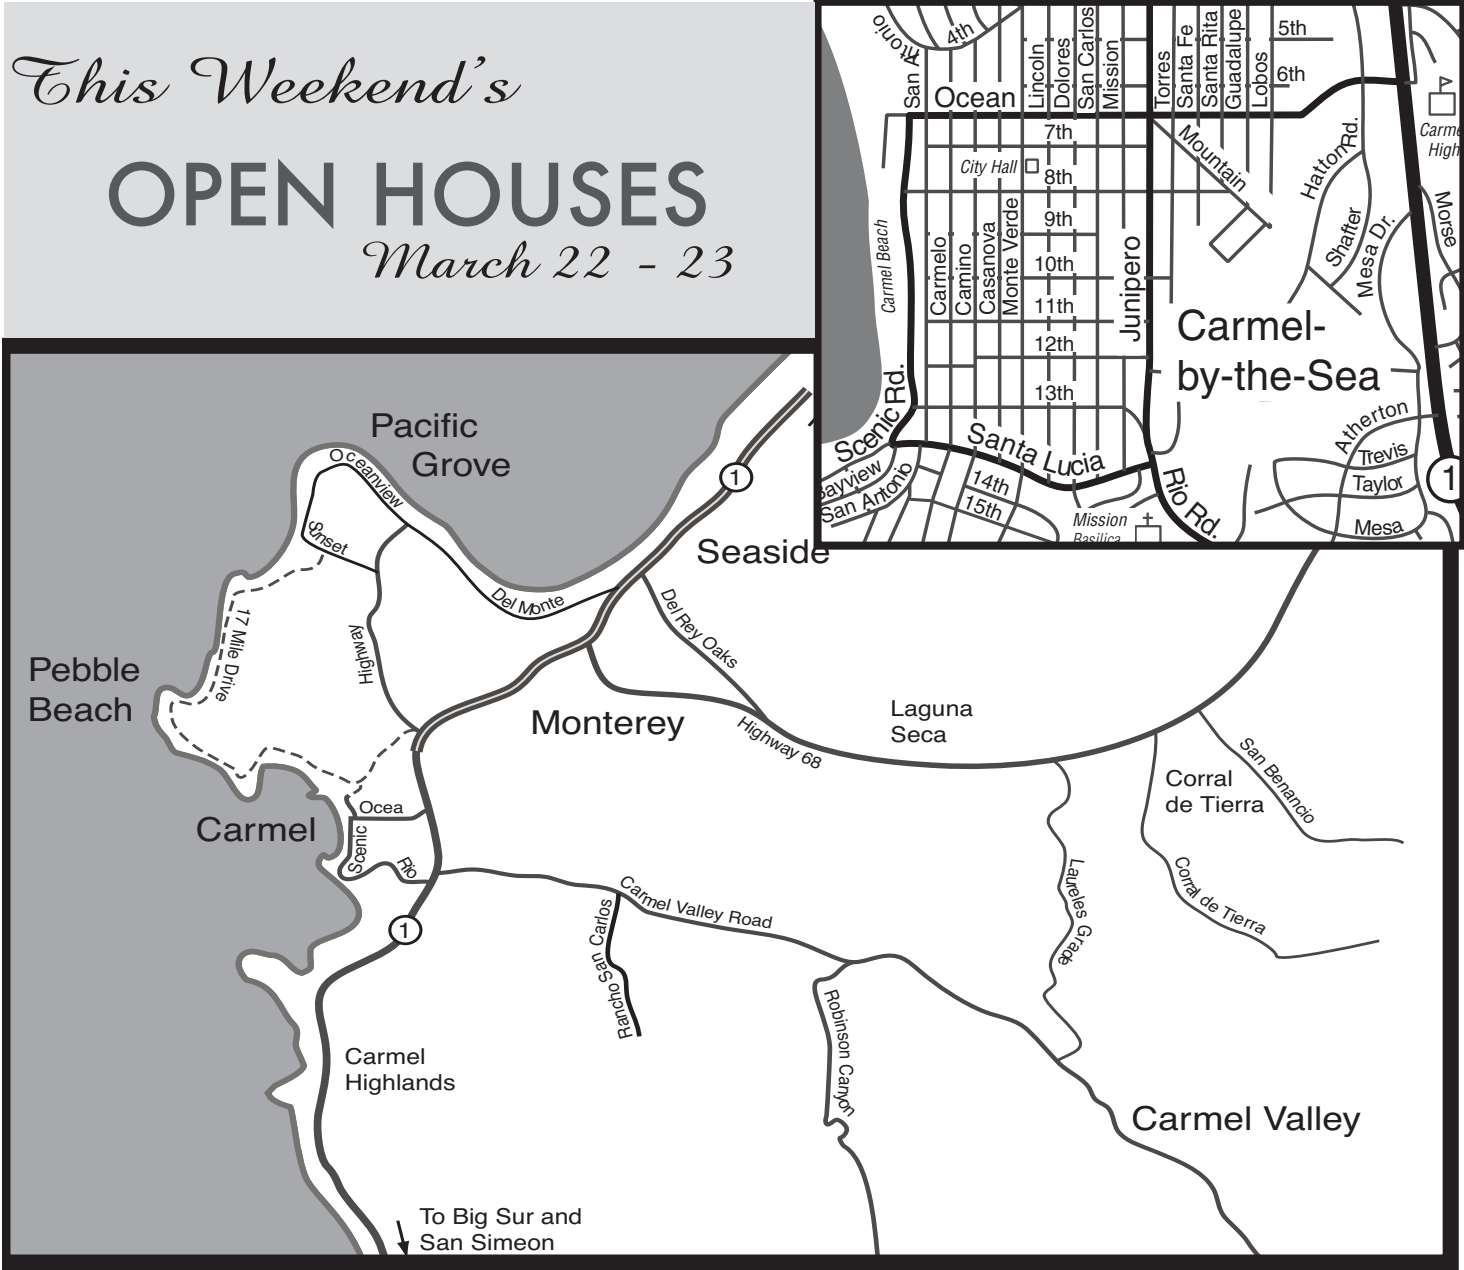 This Weekend's
OPEN HOUSES
March 22 - 23
San Antonio
4th
Lincoln
Dolores
San Carlos
Mission
Torres
Santa Fe
Santa Rita
Guadalupe
Lobos
5th
6th
Ocean
7th
City Hall
8th
9th
10th
11th
12th
13th
Carmel Beach
Carmelo
Camino
Casanova
Monte Verde
Junipero
Mountain
Hatton Rd.
Shafter
Mesa Dr.
Morse
Carme
High
Carmel-
by-the-Sea
Scenic Rd.
Santa Lucia
Bayview
San Antonio
14th
15th
Mission
Basilica
Rio Rd.
Atherton
Trevis
Taylor
Mesa
1
Pacific
Grove
Oceanview
Sunset
17 Mile Drive
Highway
Del Monte
1
Seaside
Del Rey Oaks
Pebble
Beach
Monterey
Highway 68
Laguna
Seca
San Benancio
Corral
de Tierra
Corral de Tierra
Carmel
Ocea
Scenic
Rio
1
Carmel Valley Road
Rancho San Carlos
Laureles Grade
Robinson Canyon
Carmel
Highlands
Carmel Valley
To Big Sur and
San Simeon